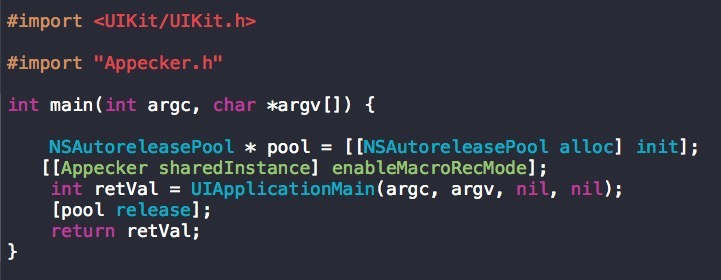 #import <UIKit/UIKit.h>
#import "Appecker.h"
int main(int argc, char *argv[]) {
NSAutoreleasePool * pool = [[NSAutoreleasePool alloc] init];
[[Appecker sharedInstance] enableMacroRecMode];
int retVal = UIApplicationMain(argc, argv, nil, nil);
[pool release];
return retVal;
}